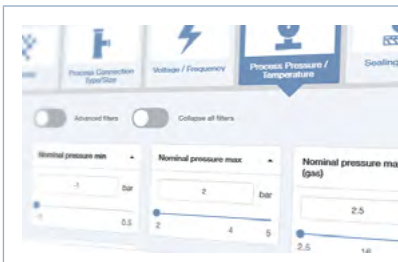 Process Connection
Type/Size
Voltage / Frequency
Process Pressure /
Temperature
Sealing
Advanced filters
Collapse all filters
Nominal pressure min
-1 bar
-1 0.5
Nominal pressure max
2 bar
2 4 5
Nominal pressure ma
(gas)
2.5
2.5 16